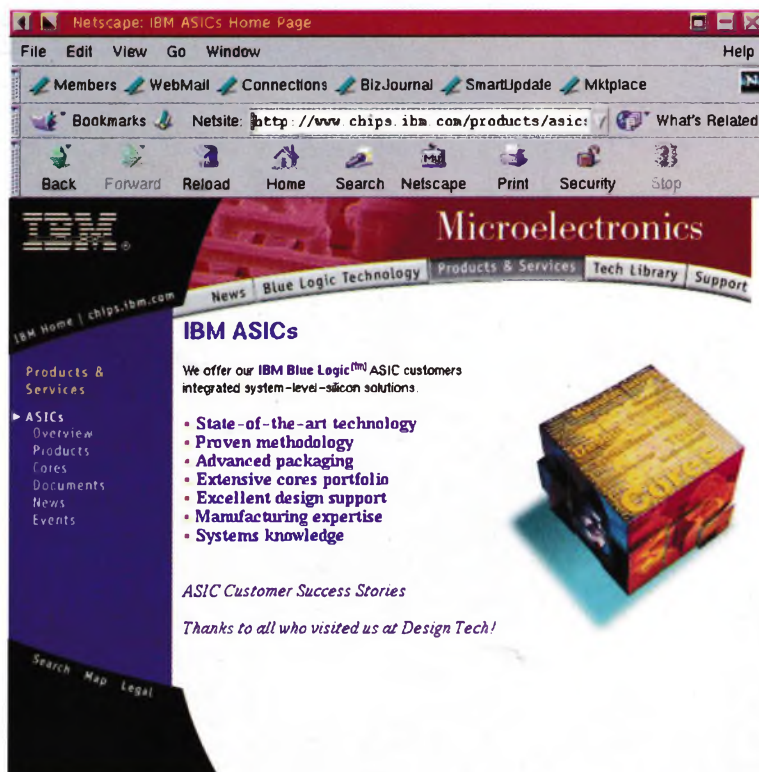 Netscape: IBM ASICs Home Page
File Edit View Go Window Help
Members WebMail Connections BizJournal SmartUpdate Mktplace N
Bookmarks Netsite: http://www.chips.ibm.com/products/asics What's Related
My
Back Forward Reload Home Search Netscape Print Security Stop
IBM®
Microelectronics
News Blue Logic Technology Products & Services Tech Library Support
IBM Home | chips.ibm.com
IBM ASICs
We offer our IBM Blue Logic(tm) ASIC customers
integrated system-level-silicon solutions.
• State-of-the-art technology
• Proven methodology
• Advanced packaging
• Extensive cores portfolio
• Excellent design support
• Manufacturing expertise
• Systems knowledge
ASIC Customer Success Stories
Thanks to all who visited us at Design Tech!
Products &
Services
ASICs
Overview
Products
Cores
Documents
News
Events
Search Map Legal
Cores